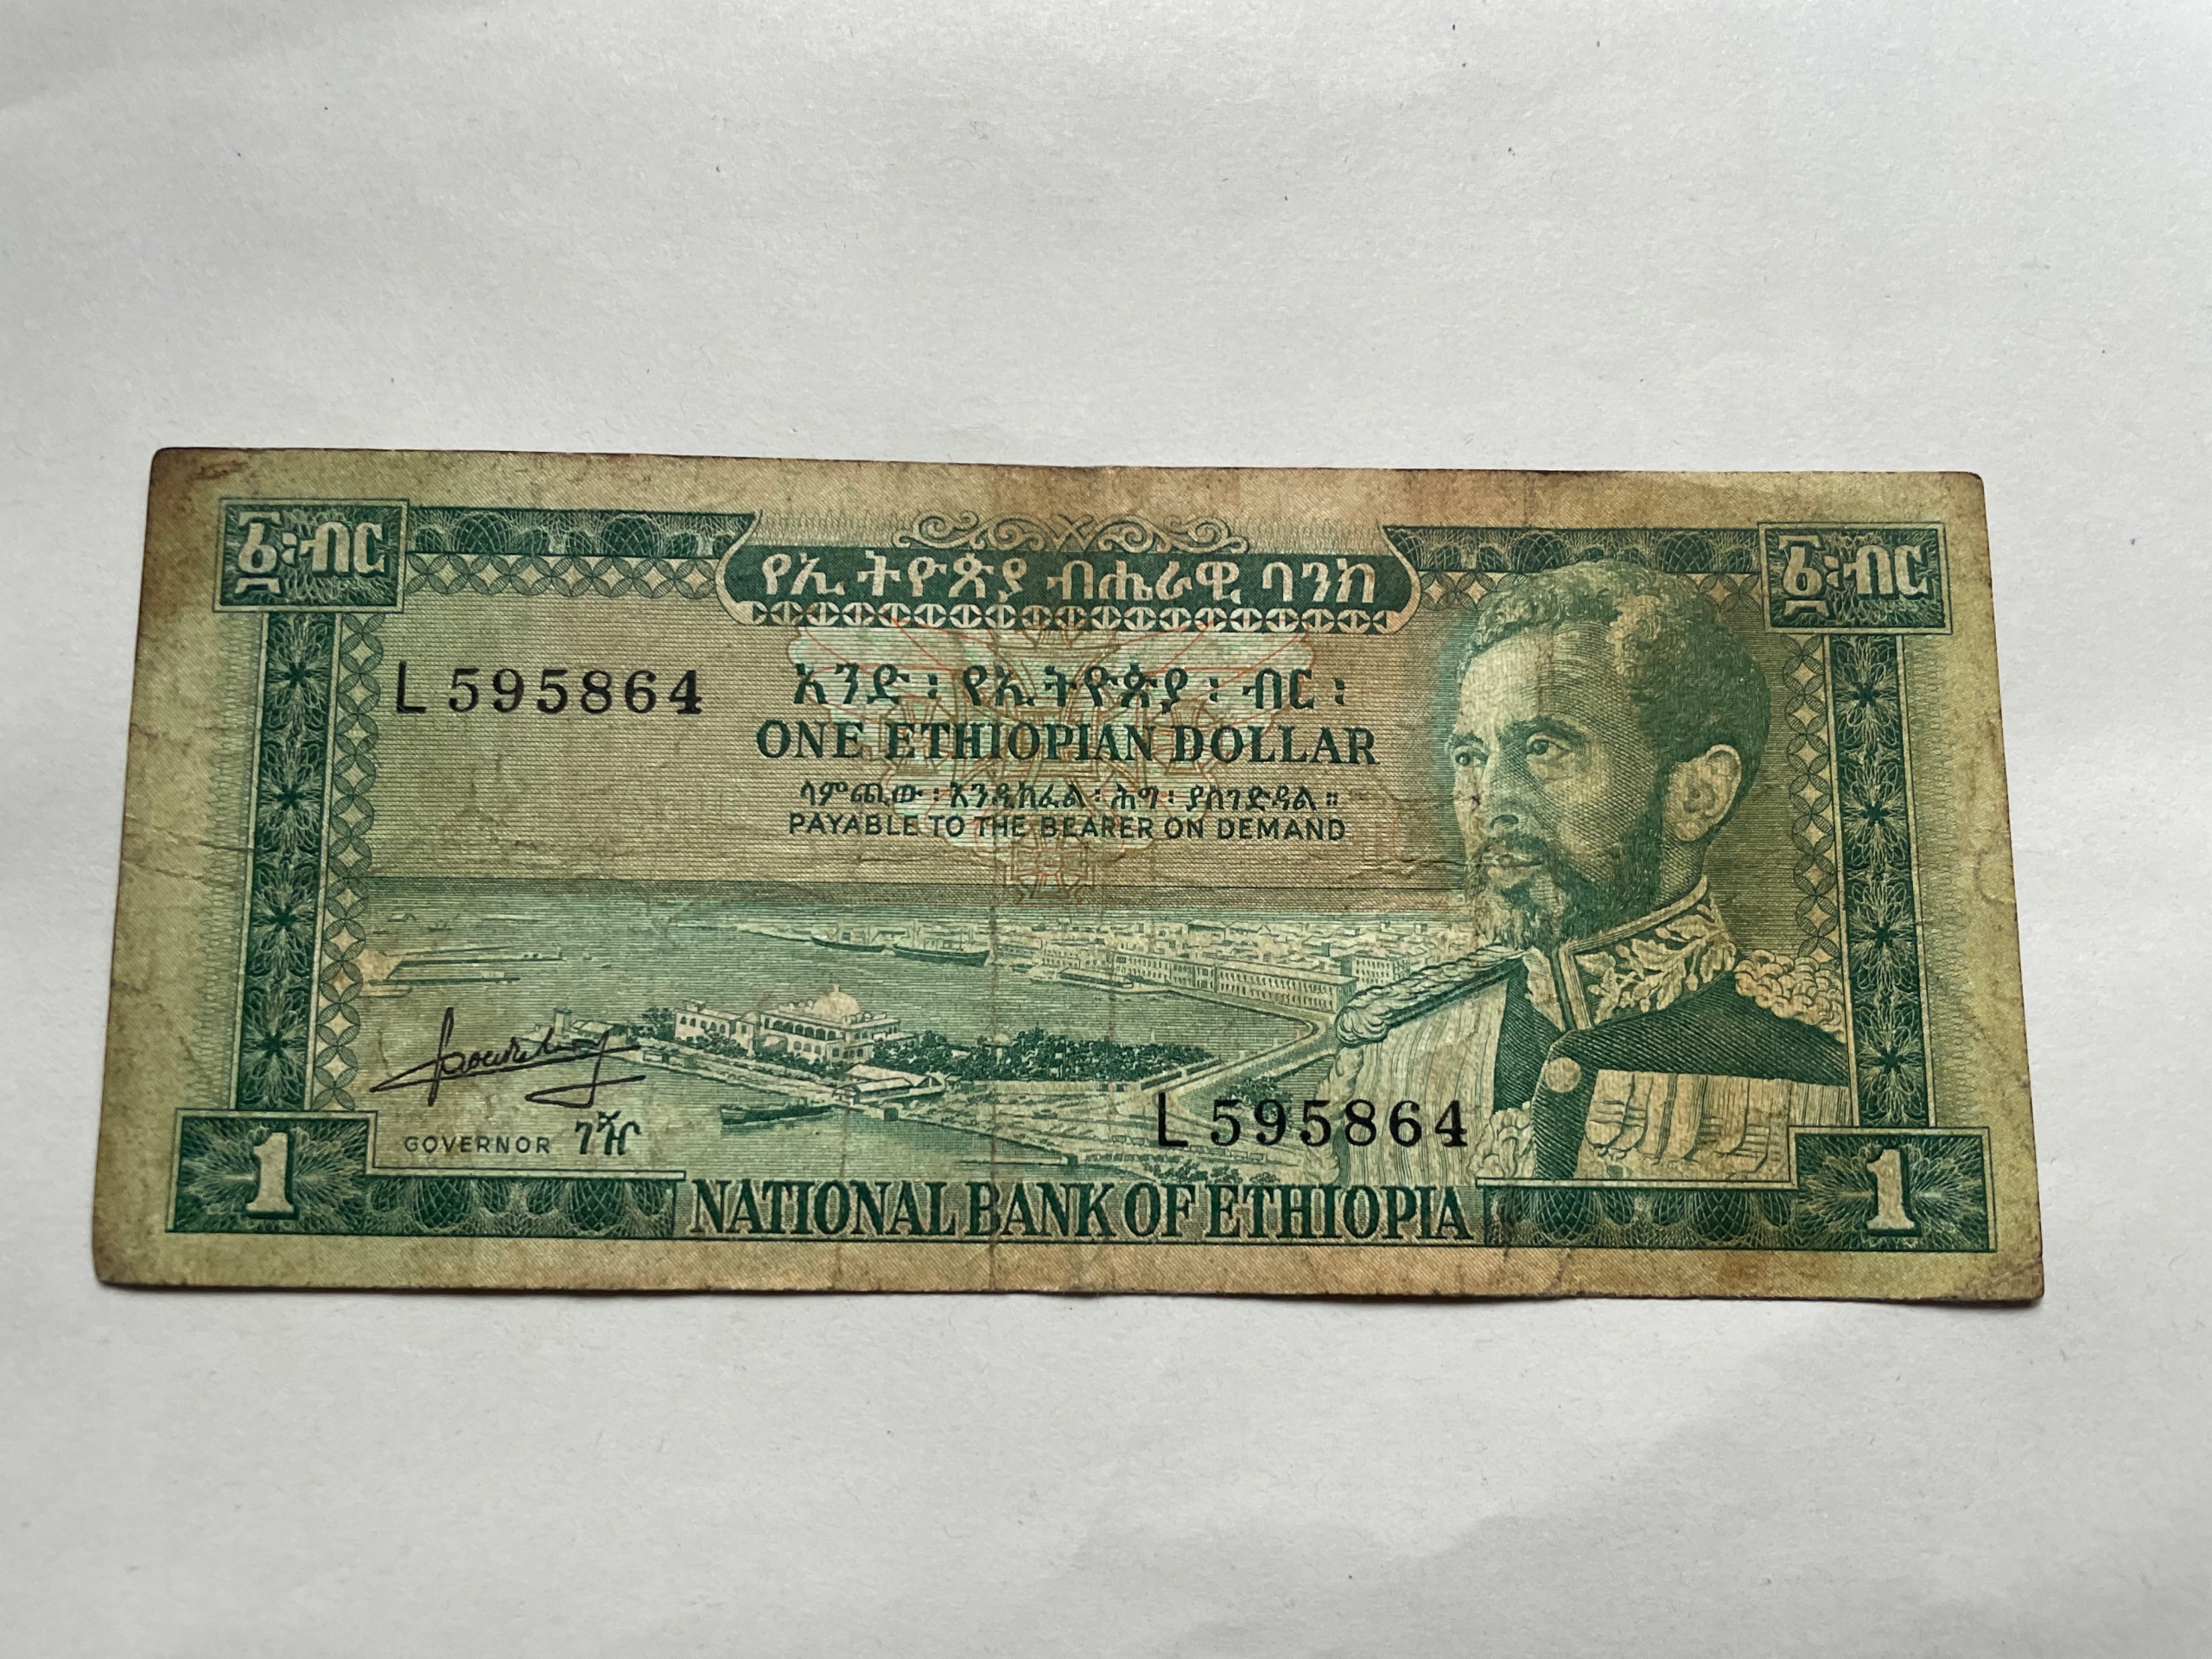 ፩፡ብር
የኢትዮጵያ ብሔራዊ ባንክ
፩፡ብር
L 595864
አንድ ፡ የኢትዮጵያ ፡ ብር ፡
ONE ETHIOPIAN DOLLAR
ላምጪው ፡ እንዲከፈል ፡ ሕግ ፡ ያስገድዳል ።
PAYABLE TO THE BEARER ON DEMAND
L 595864
GOVERNOR ገዥ
1
NATIONAL BANK OF ETHIOPIA
1